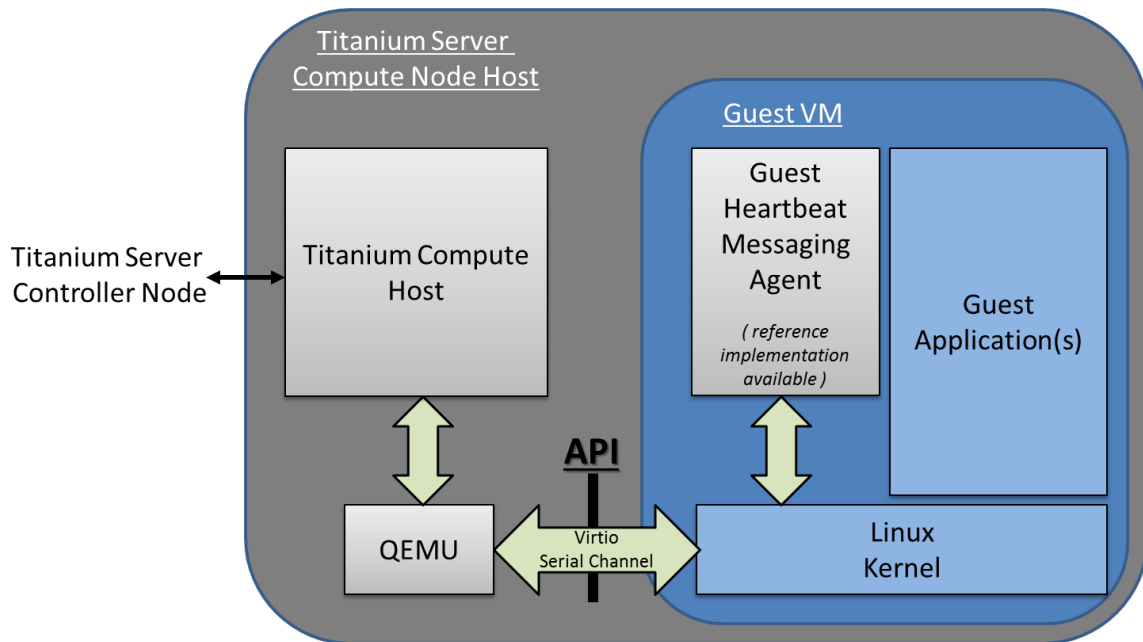 Titanium Server
Compute Node Host
Guest VM
Titanium Server
Controller Node
Titanium Compute
Host
Guest
Heartbeat
Messaging
Agent
( reference
implementation
available )
Guest
Application(s)
API
QEMU
Virtio
Serial Channel
Linux
Kernel